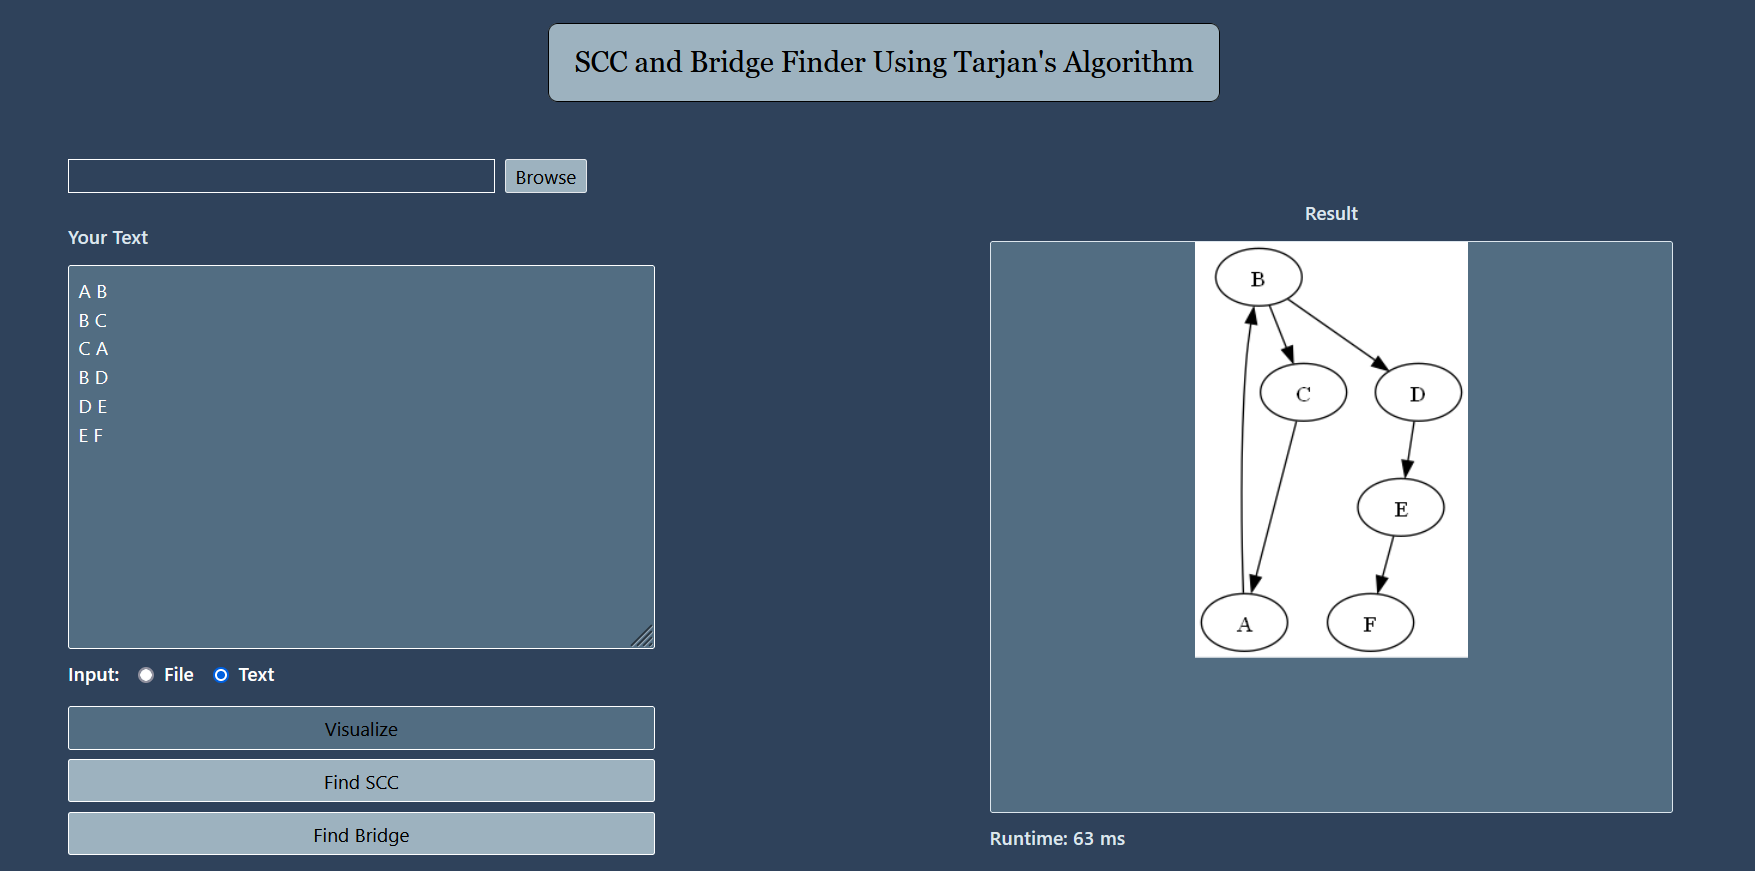 SCC and Bridge Finder Using Tarjan's Algorithm
Browse
Your Text
A B
B C
C A
B D
D E
E F
Input: File Text
Visualize
Find SCC
Find Bridge
Result
B
C
D
E
A
F
Runtime: 63 ms